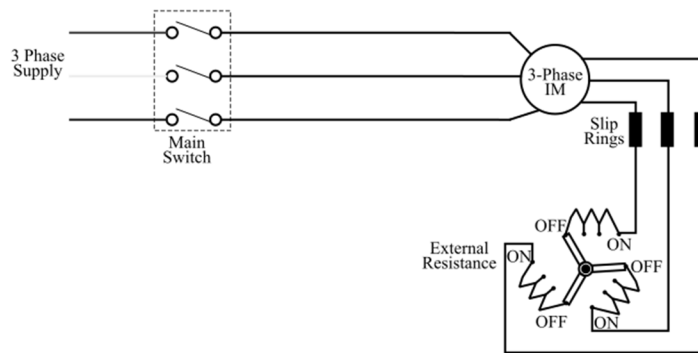 3 Phase
Supply
Main
Switch
3-Phase
IM
Slip
Rings
External
Resistance
OFF
ON
ON
OFF
OFF
ON